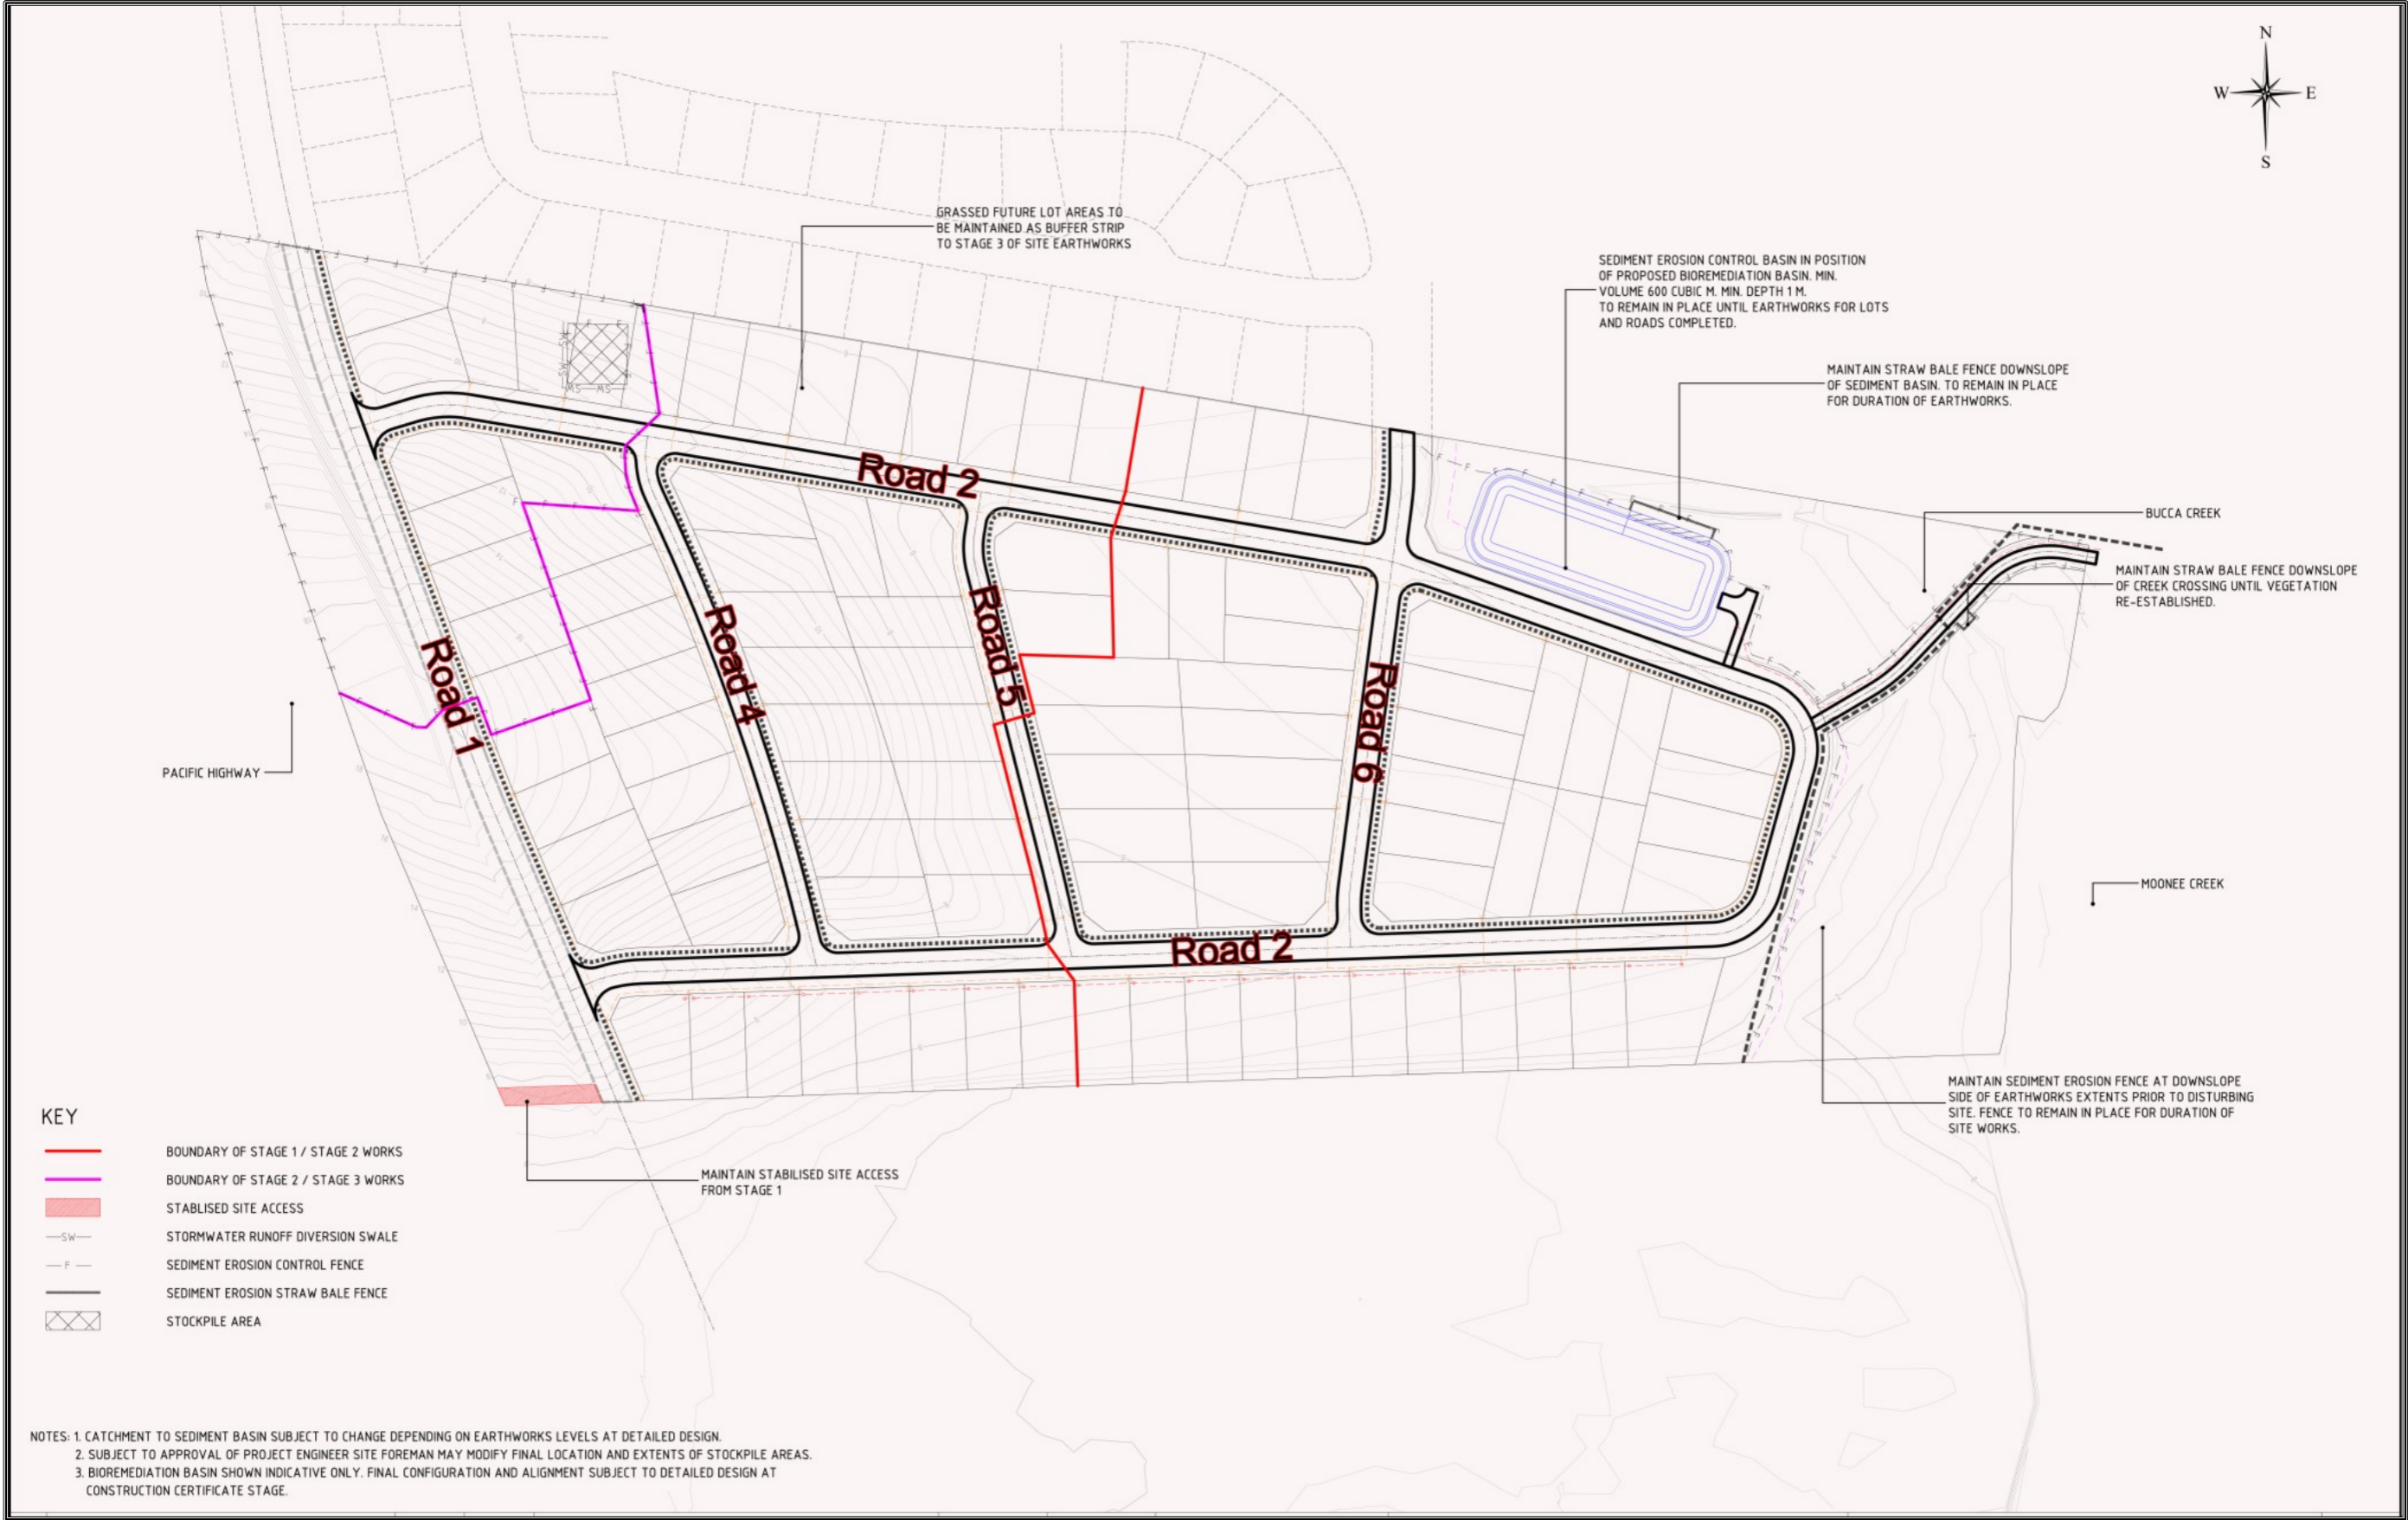 N
W E
S
GRASSED FUTURE LOT AREAS TO
BE MAINTAINED AS BUFFER STRIP
TO STAGE 3 OF SITE EARTHWORKS
SEDIMENT EROSION CONTROL BASIN IN POSITION
OF PROPOSED BIOREMEDIATION BASIN. MIN.
VOLUME 600 CUBIC M. MIN. DEPTH 1 M.
TO REMAIN IN PLACE UNTIL EARTHWORKS FOR LOTS
AND ROADS COMPLETED.
MAINTAIN STRAW BALE FENCE DOWNSLOPE
OF SEDIMENT BASIN. TO REMAIN IN PLACE
FOR DURATION OF EARTHWORKS.
BUCCA CREEK
MAINTAIN STRAW BALE FENCE DOWNSLOPE
OF CREEK CROSSING UNTIL VEGETATION
RE-ESTABLISHED.
Road 2
Road 5
Road 4
Road 1
Road 6
Road 2
PACIFIC HIGHWAY
MOONEE CREEK
MAINTAIN SEDIMENT EROSION FENCE AT DOWNSLOPE
SIDE OF EARTHWORKS EXTENTS PRIOR TO DISTURBING
SITE. FENCE TO REMAIN IN PLACE FOR DURATION OF
SITE WORKS.
MAINTAIN STABILISED SITE ACCESS
FROM STAGE 1
KEY
BOUNDARY OF STAGE 1 / STAGE 2 WORKS
BOUNDARY OF STAGE 2 / STAGE 3 WORKS
STABLISED SITE ACCESS
SW STORMWATER RUNOFF DIVERSION SWALE
F SEDIMENT EROSION CONTROL FENCE
SEDIMENT EROSION STRAW BALE FENCE
STOCKPILE AREA
NOTES: 1. CATCHMENT TO SEDIMENT BASIN SUBJECT TO CHANGE DEPENDING ON EARTHWORKS LEVELS AT DETAILED DESIGN.
2. SUBJECT TO APPROVAL OF PROJECT ENGINEER SITE FOREMAN MAY MODIFY FINAL LOCATION AND EXTENTS OF STOCKPILE AREAS.
3. BIOREMEDIATION BASIN SHOWN INDICATIVE ONLY. FINAL CONFIGURATION AND ALIGNMENT SUBJECT TO DETAILED DESIGN AT
CONSTRUCTION CERTIFICATE STAGE.